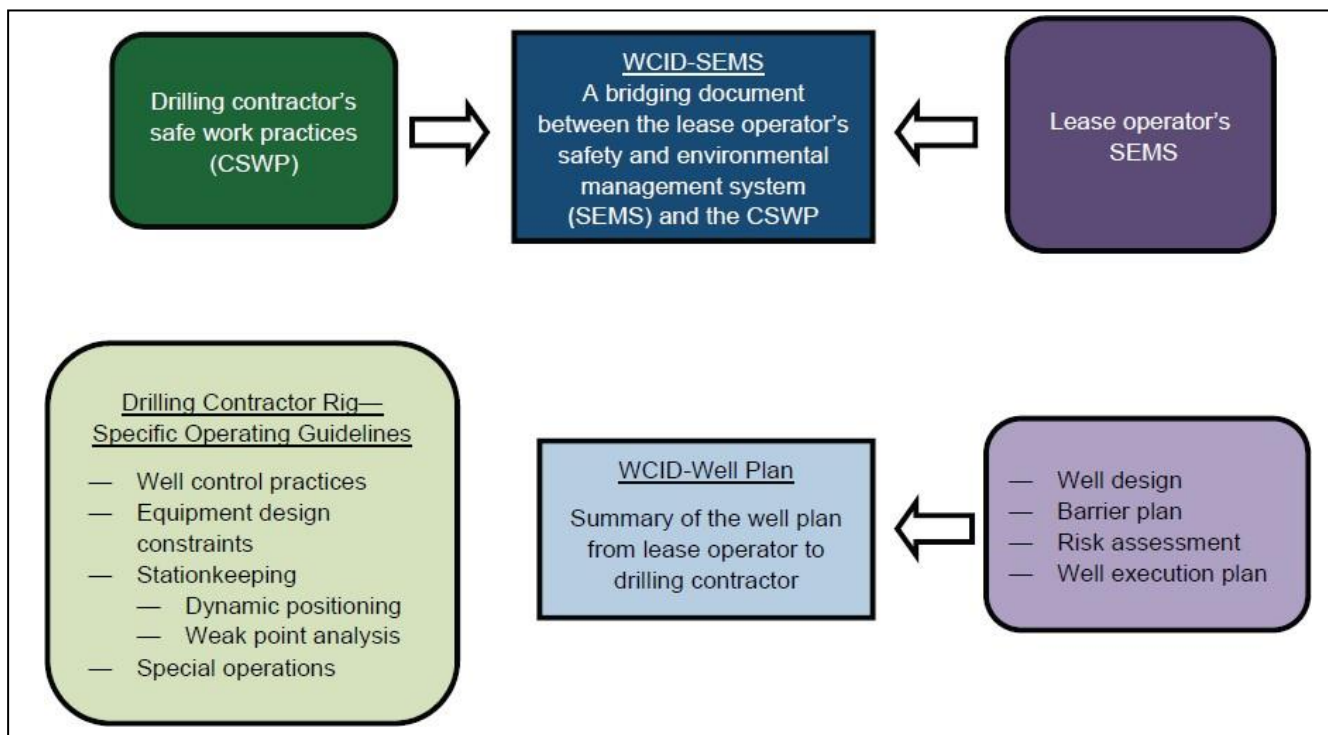 Drilling contractor's
safe work practices
(CSWP)
WCID-SEMS
A bridging document
between the lease operator's
safety and environmental
management system
(SEMS) and the CSWP
Lease operator's
SEMS
Drilling Contractor Rig—
Specific Operating Guidelines
— Well control practices
— Equipment design
constraints
— Stationkeeping
— Dynamic positioning
— Weak point analysis
— Special operations
WCID-Well Plan
Summary of the well plan
from lease operator to
drilling contractor
— Well design
— Barrier plan
— Risk assessment
— Well execution plan